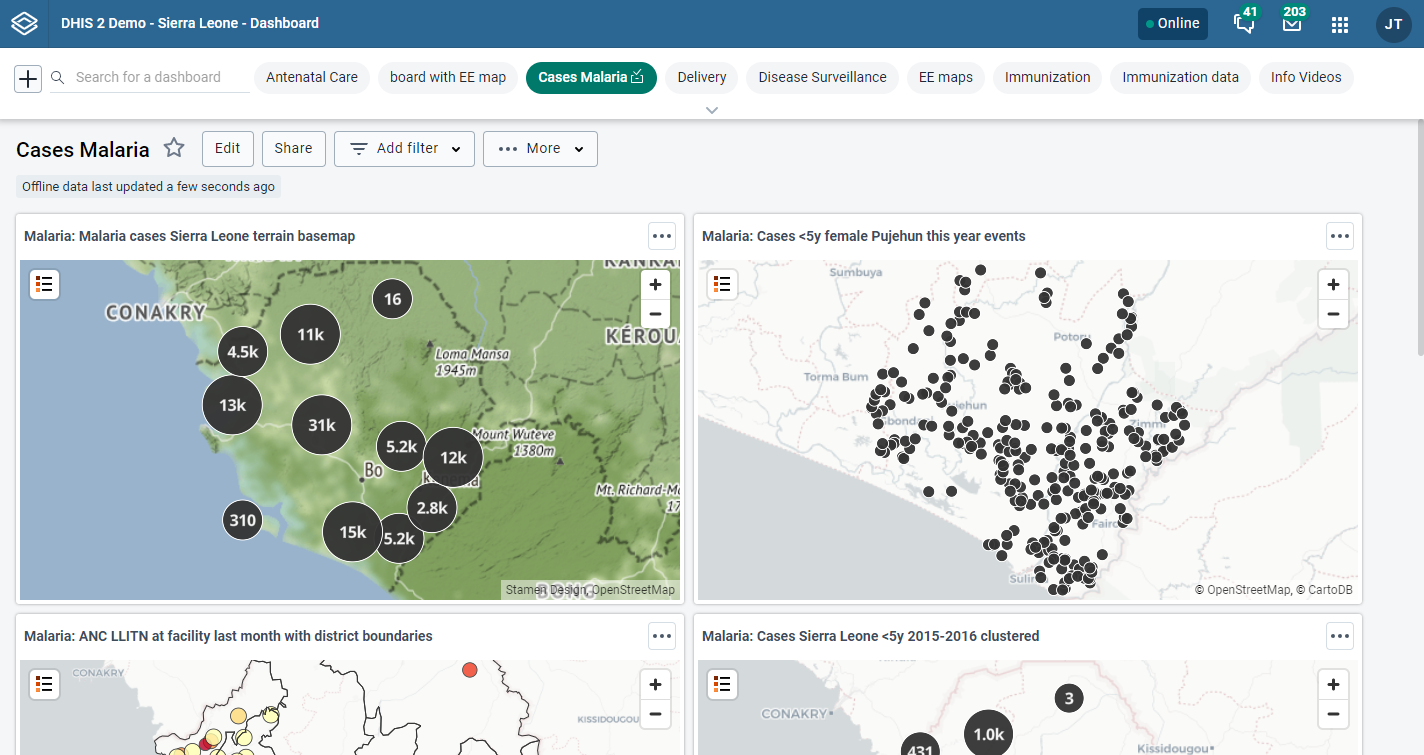 DHIS 2 Demo - Sierra Leone - Dashboard
Online
41
203
JT
Search for a dashboard
Antenatal Care
board with EE map
Cases Malaria
Delivery
Disease Surveillance
EE maps
Immunization
Immunization data
Info Videos
Cases Malaria
Edit
Share
Add filter
More
Offline data last updated a few seconds ago
Malaria: Malaria cases Sierra Leone terrain basemap
CONAKRY
16
11k
4.5k
KÉROU
Loma Mansa
1945m
13k
31k
5.2k
12k
Mount Wuteve
1380m
Bo
Mt. Richard-Mo
17
2.8k
310
15k
5.2k
+
−
Stamen Design, OpenStreetMap
Malaria: Cases <5y female Pujehun this year events
Sumbuya
Potoru
Torma Bum
Zimmi
Fairo
+
−
© OpenStreetMap, © CartoDB
Malaria: ANC LLITN at facility last month with district boundaries
CONAKRY
KISSIDOUGOU
+
−
Malaria: Cases Sierra Leone <5y 2015-2016 clustered
CONAKRY
3
1.0k
431
Kissidougou
+
−